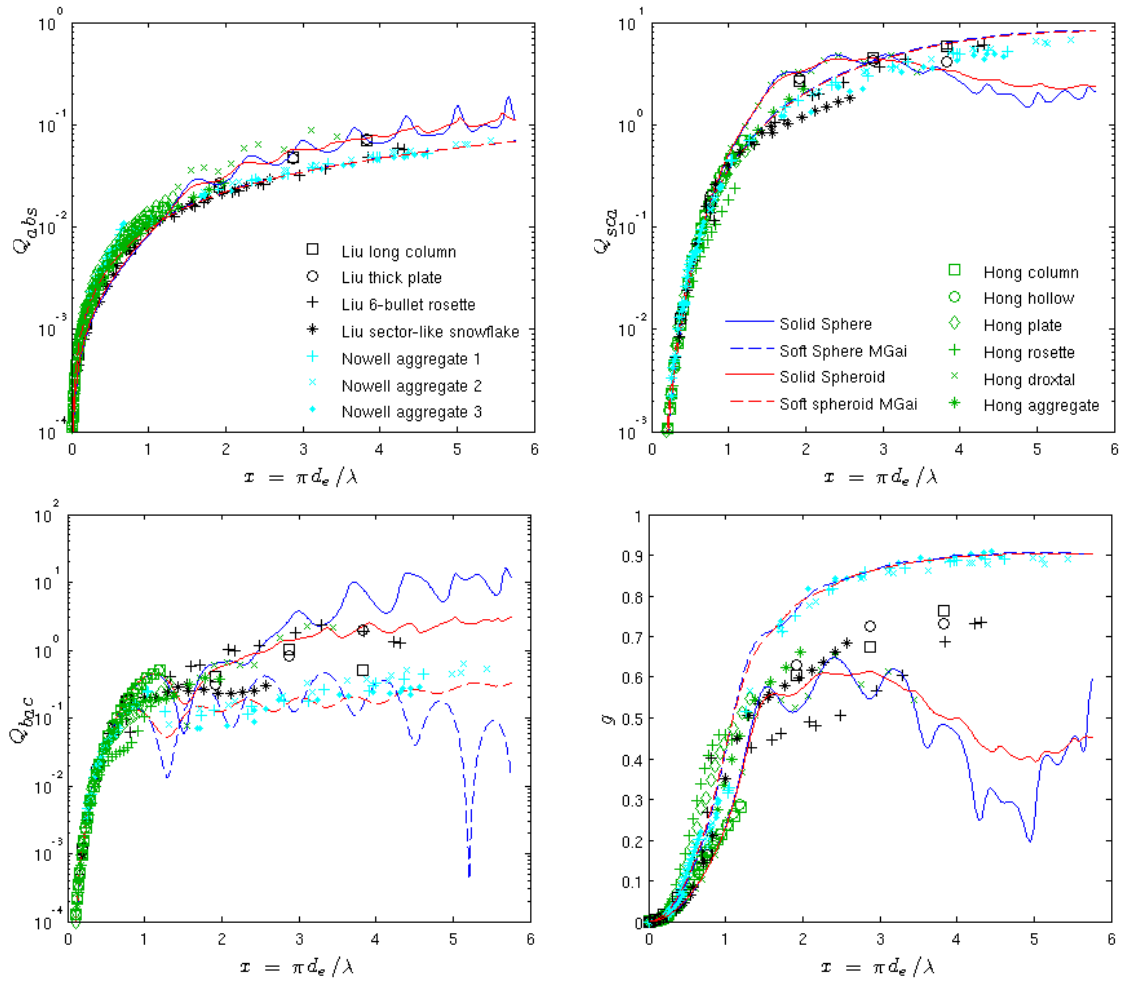 10^0
10^-1
10^-2
10^-3
10^-4
Q_abs
0 1 2 3 4 5 6
x = πd_e/λ
Liu long column
Liu thick plate
Liu 6-bullet rosette
Liu sector-like snowflake
Nowell aggregate 1
Nowell aggregate 2
Nowell aggregate 3
10^2
10^1
10^0
10^-1
10^-2
10^-3
Q_sca
0 1 2 3 4 5 6
x = πd_e/λ
Solid Sphere
Soft Sphere MGai
Solid Spheroid
Soft spheroid MGai
Hong column
Hong hollow
Hong plate
Hong rosette
Hong droxtal
Hong aggregate
10^2
10^1
10^0
10^-1
10^-2
10^-3
10^-4
Q_bac
0 1 2 3 4 5 6
x = πd_e/λ
1
0.9
0.8
0.7
0.6
0.5
0.4
0.3
0.2
0.1
0
g
0 1 2 3 4 5 6
x = πd_e/λ